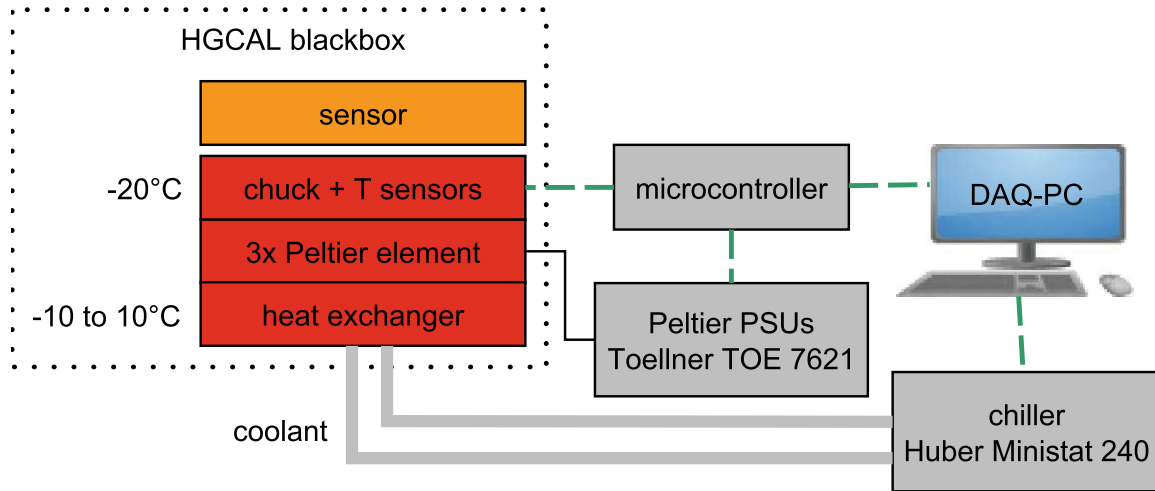 HGCAL blackbox
sensor
-20°C
chuck + T sensors
microcontroller
DAQ-PC
3x Peltier element
-10 to 10°C
heat exchanger
Peltier PSUs
Toellner TOE 7621
coolant
chiller
Huber Ministat 240